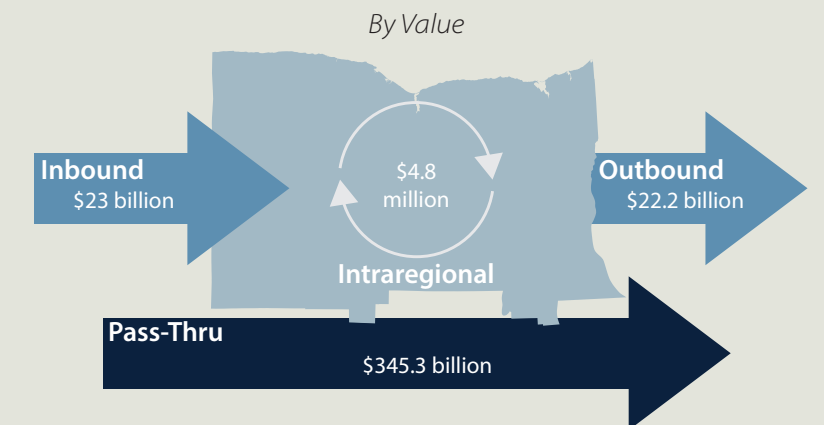 By Value
Inbound
$23 billion
$4.8
million
Intraregional
Outbound
$22.2 billion
Pass-Thru
$345.3 billion